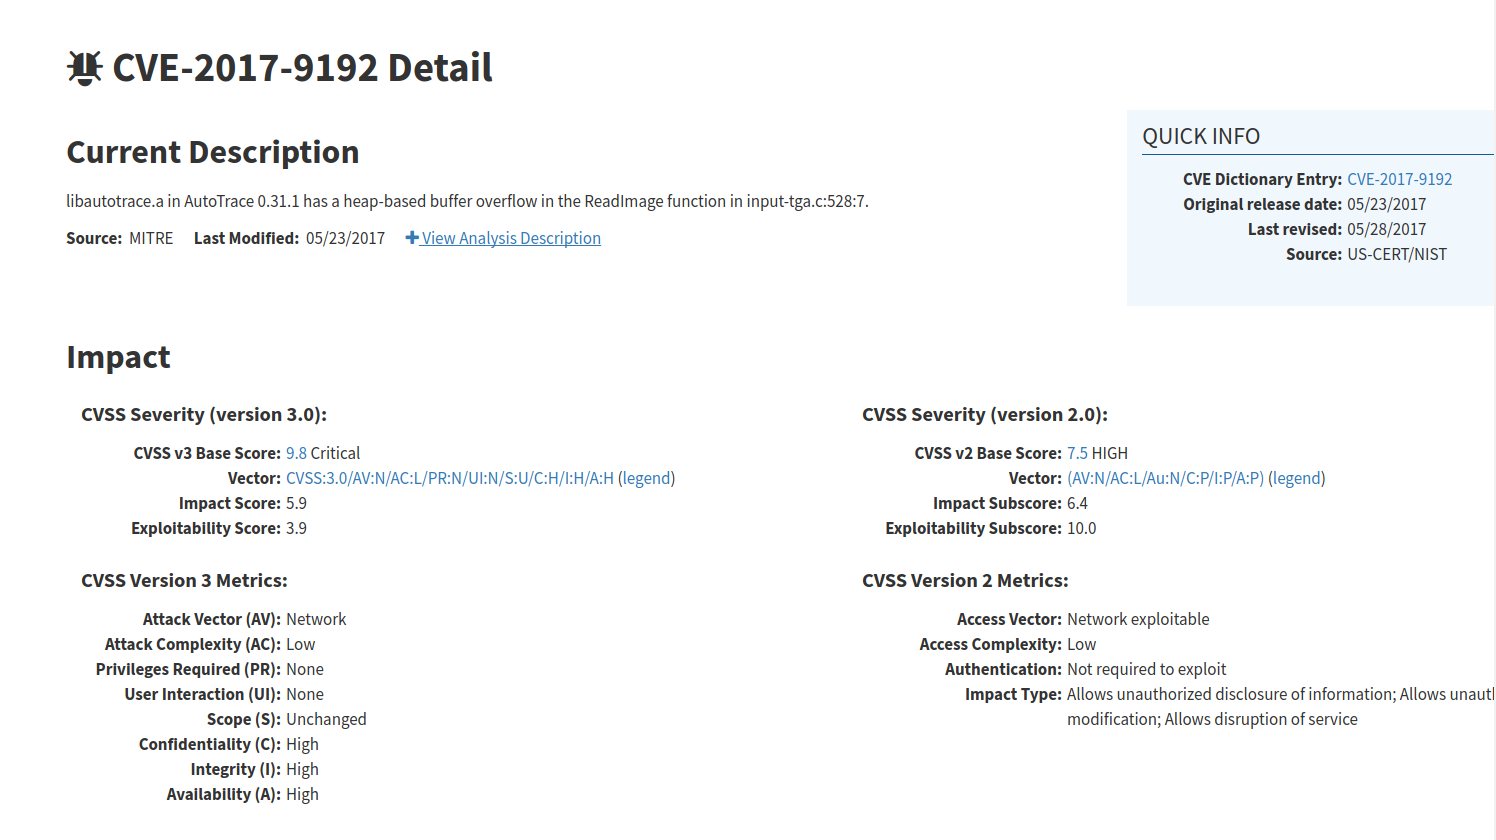 CVE-2017-9192 Detail
Current Description
libautotrace.a in AutoTrace 0.31.1 has a heap-based buffer overflow in the ReadImage function in input-tga.c:528:7.
Source: MITRE Last Modified: 05/23/2017 View Analysis Description
QUICK INFO
CVE Dictionary Entry: CVE-2017-9192
Original release date: 05/23/2017
Last revised: 05/28/2017
Source: US-CERT/NIST
Impact
CVSS Severity (version 3.0):
CVSS v3 Base Score: 9.8 Critical
Vector: CVSS:3.0/AV:N/AC:L/PR:N/UI:N/S:U/C:H/I:H/A:H (legend)
Impact Score: 5.9
Exploitability Score: 3.9
CVSS Version 3 Metrics:
Attack Vector (AV): Network
Attack Complexity (AC): Low
Privileges Required (PR): None
User Interaction (UI): None
Scope (S): Unchanged
Confidentiality (C): High
Integrity (I): High
Availability (A): High
CVSS Severity (version 2.0):
CVSS v2 Base Score: 7.5 HIGH
Vector: (AV:N/AC:L/Au:N/C:P/I:P/A:P) (legend)
Impact Subscore: 6.4
Exploitability Subscore: 10.0
CVSS Version 2 Metrics:
Access Vector: Network exploitable
Access Complexity: Low
Authentication: Not required to exploit
Impact Type: Allows unauthorized disclosure of information; Allows
modification; Allows disruption of service